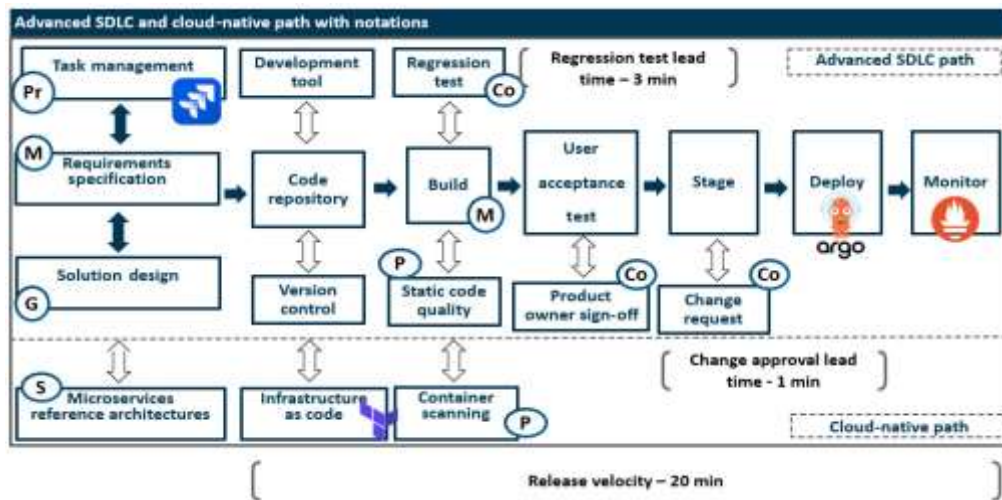 Advanced SDLC and cloud-native path with notations
Task management
Pr
Development
tool
Regression
test
Co
Regression test lead
time – 3 min
Advanced SDLC path
M
Requirements
specification
Code
repository
Build
M
User
acceptance
test
Stage
Deploy
argo
Monitor
Solution design
G
Version
control
P
Static code
quality
Co
Product
owner sign-off
Co
Change
request
S
Microservices
reference architectures
Infrastructure
as code
Container
scanning
P
Change approval lead
time - 1 min
Cloud-native path
Release velocity – 20 min